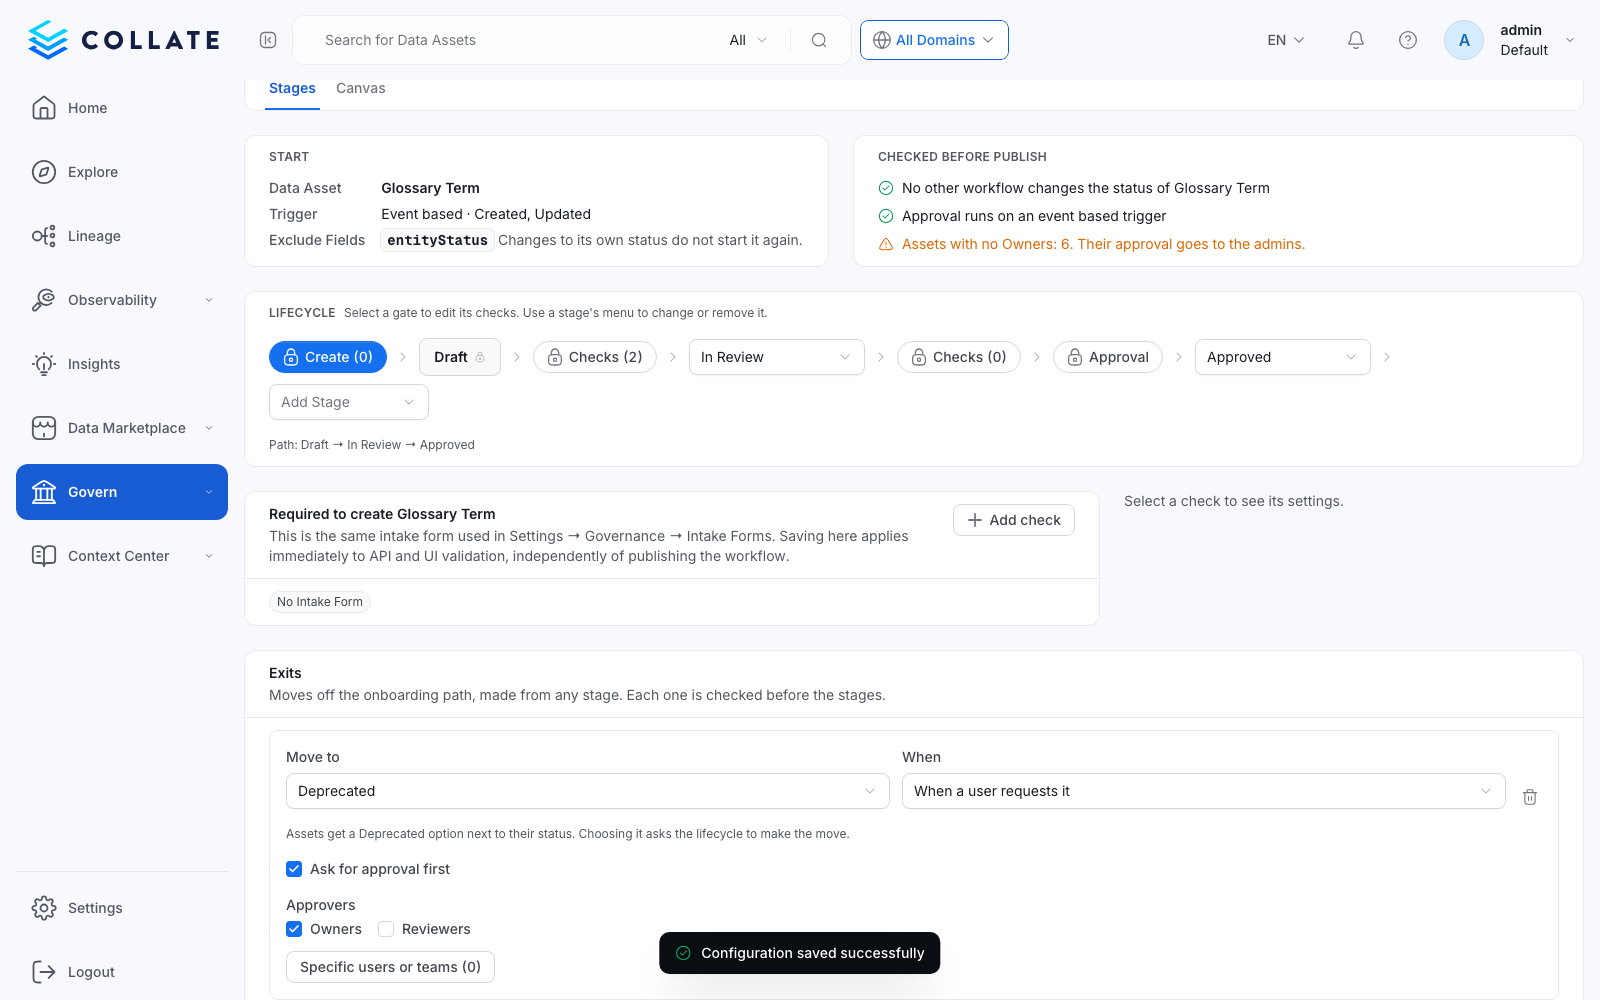 COLLATE
Search for Data Assets
All
All Domains
EN
A
admin
Default
Home
Explore
Lineage
Observability
Insights
Data Marketplace
Govern
Context Center
Settings
Logout
Stages
Canvas
START
Data Asset
Glossary Term
Trigger
Event based · Created, Updated
Exclude Fields
entityStatus Changes to its own status do not start it again.
CHECKED BEFORE PUBLISH
No other workflow changes the status of Glossary Term
Approval runs on an event based trigger
Assets with no Owners: 6. Their approval goes to the admins.
LIFECYCLE Select a gate to edit its checks. Use a stage's menu to change or remove it.
Create (0)
Draft
Checks (2)
In Review
Checks (0)
Approval
Approved
Add Stage
Path: Draft → In Review → Approved
Required to create Glossary Term
This is the same intake form used in Settings → Governance → Intake Forms. Saving here applies
immediately to API and UI validation, independently of publishing the workflow.
Add check
No Intake Form
Select a check to see its settings.
Exits
Moves off the onboarding path, made from any stage. Each one is checked before the stages.
Move to
Deprecated
When
When a user requests it
Assets get a Deprecated option next to their status. Choosing it asks the lifecycle to make the move.
Ask for approval first
Approvers
Owners
Reviewers
Specific users or teams (0)
Configuration saved successfully